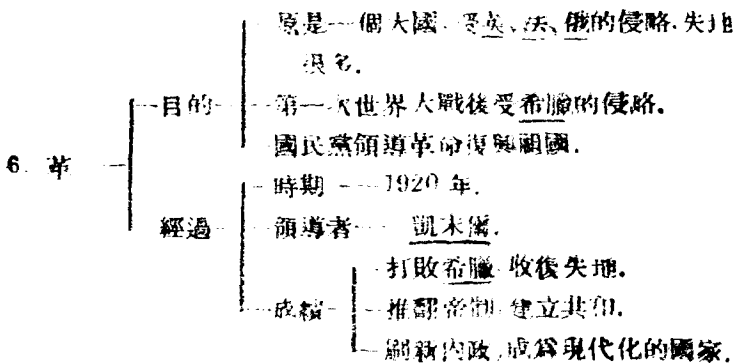 原是一個大國 受英、法、俄的侵略.失地
很多.
目的 第一次世界大戰後受希臘的侵略.
國民黨領導革命復興祖國.
6. 革
時期 1920 年.
經過 領導者 凱末爾.
打敗希臘 收後失地.
成績 推翻帝制 建立共和.
刷新內政 成爲現代化的國家.